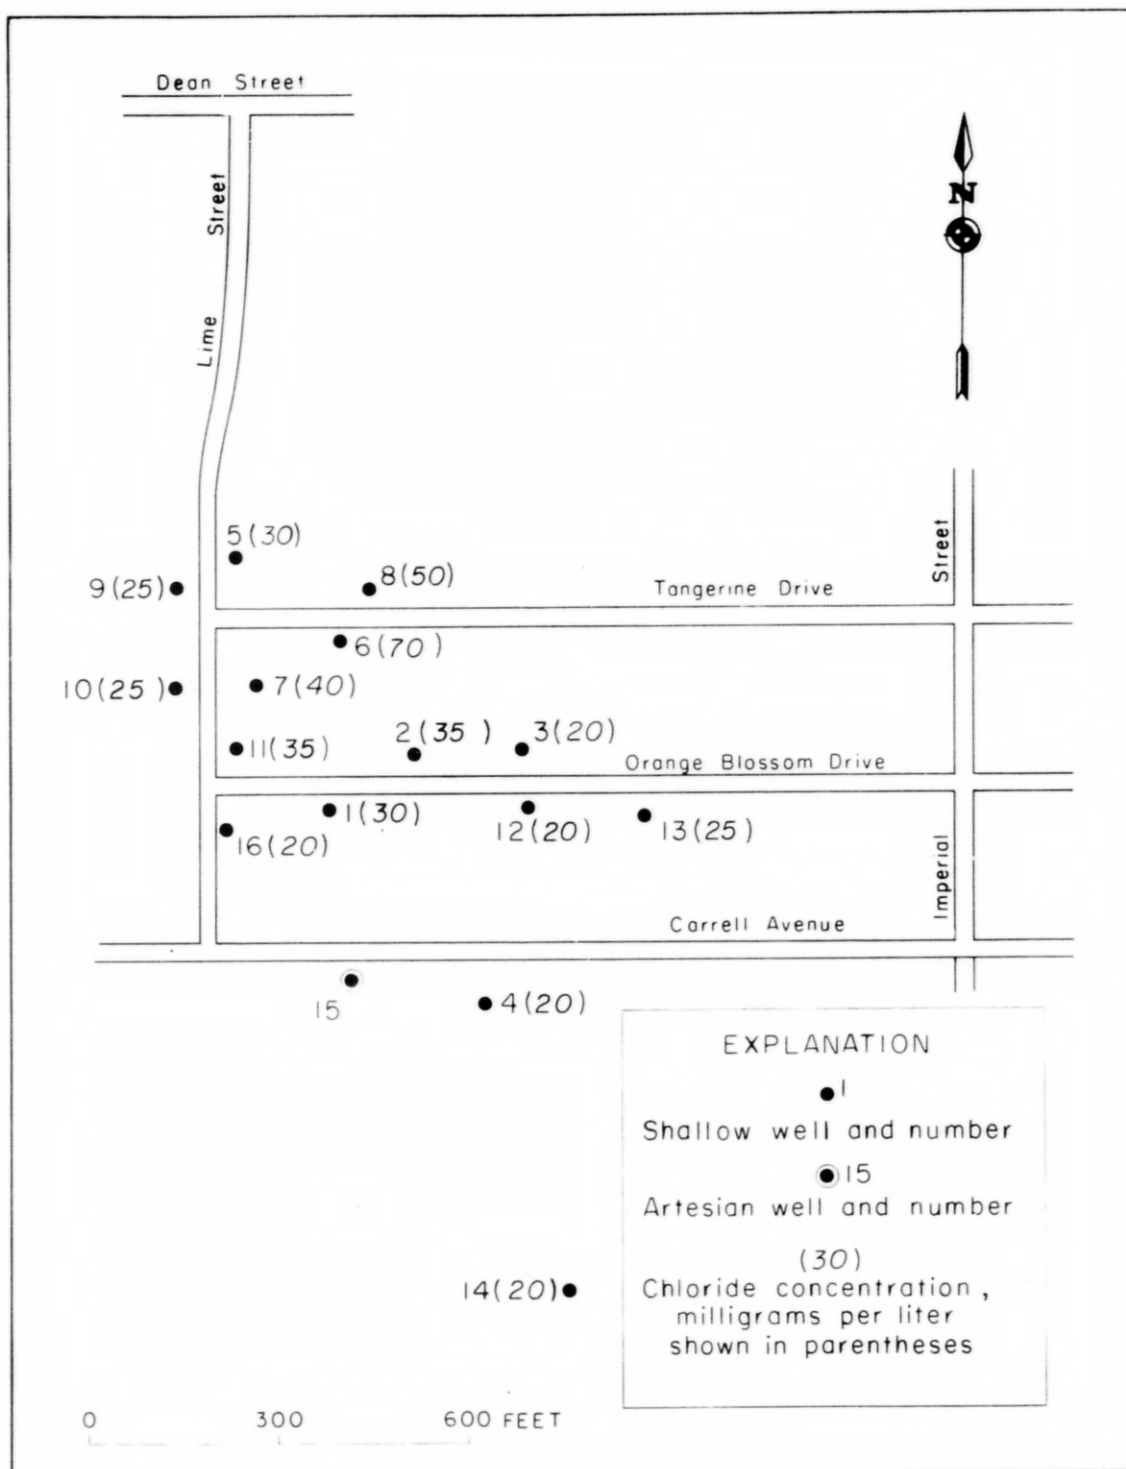 Dean Street
Lime Street
N
5(30)
9(25)
8(50)
Tangerine Drive
Imperial Street
6(70)
10(25)
7(40)
11(35)
2(35)
3(20)
Orange Blossom Drive
1(30)
16(20)
12(20)
13(25)
Carrell Avenue
15
4(20)
EXPLANATION
1
Shallow well and number
15
Artesian well and number
(30)
Chloride concentration,
milligrams per liter
shown in parentheses
14(20)
0 300 600 FEET